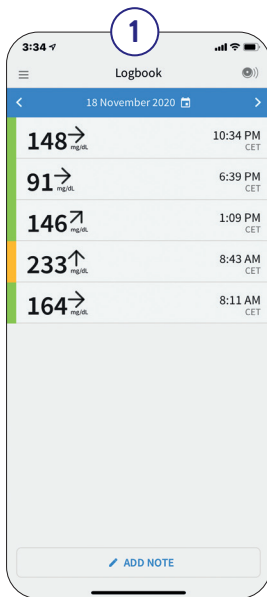 1
3:34
Logbook
18 November 2020
148 mg/dL 10:34 PM
CET
91 mg/dL 6:39 PM
CET
146 mg/dL 1:09 PM
CET
233 mg/dL 8:43 AM
CET
164 mg/dL 8:11 AM
CET
ADD NOTE